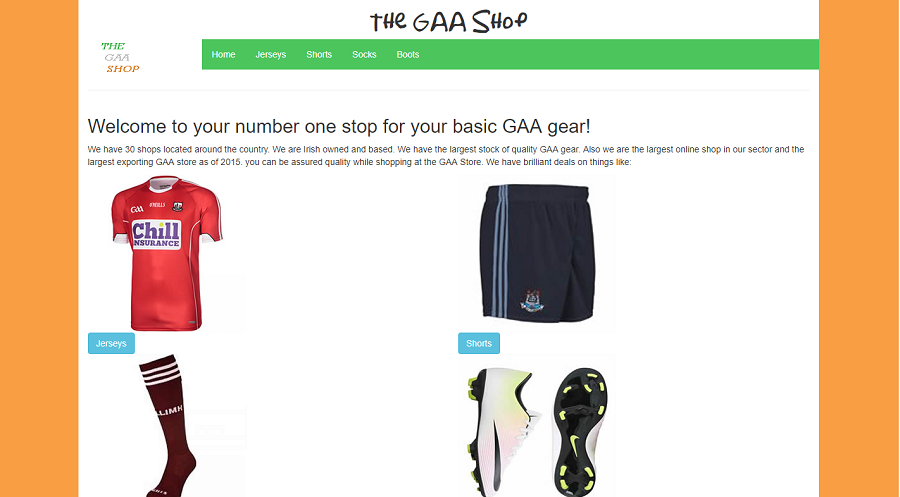 THE GAA SHOP
THE
GAA
SHOP
Home Jerseys Shorts Socks Boots
Welcome to your number one stop for your basic GAA gear!
We have 30 shops located around the country. We are Irish owned and based. We have the largest stock of quality GAA gear. Also we are the largest online shop in our sector and the
largest exporting GAA store as of 2015. you can be assured quality while shopping at the GAA Store. We have brilliant deals on things like:
GAA O'NEILLS
Chill
INSURANCE
Jerseys
Shorts
LLIMH